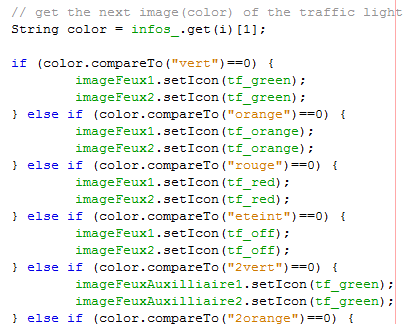 // get the next image(color) of the traffic light
String color = infos_.get(i)[1];
if (color.compareTo("vert")==0) {
imageFeux1.setIcon(tf_green);
imageFeux2.setIcon(tf_green);
} else if (color.compareTo("orange")==0) {
imageFeux1.setIcon(tf_orange);
imageFeux2.setIcon(tf_orange);
} else if (color.compareTo("rouge")==0) {
imageFeux1.setIcon(tf_red);
imageFeux2.setIcon(tf_red);
} else if (color.compareTo("eteint")==0) {
imageFeux1.setIcon(tf_off);
imageFeux2.setIcon(tf_off);
} else if (color.compareTo("2vert")==0) {
imageFeuxAuxilliaire1.setIcon(tf_green);
imageFeuxAuxilliaire2.setIcon(tf_green);
} else if (color.compareTo("2orange")==0) {